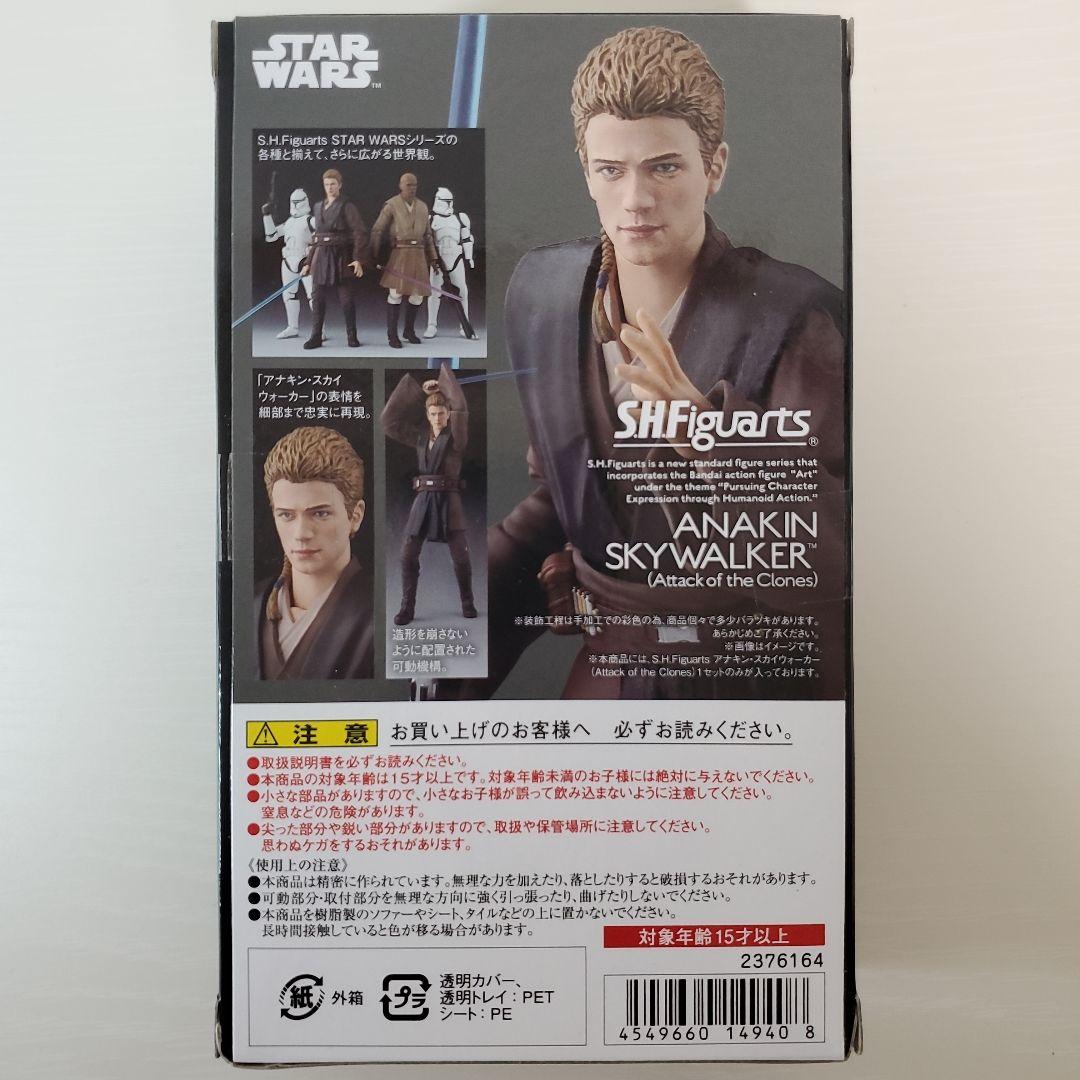 STAR
WARS™
S.H.Figuarts STAR WARSシリーズの
各種と揃えて、さらに広がる世界観。
「アナキン・スカイ
ウォーカー」の表情を
細部まで忠実に再現。
造形を崩さない
ように配置された
可動機構。
S.H.Figuarts®
S.H.Figuarts is a new standard figure series that
incorporates the Bandai action figure "Art"
under the theme "Pursuing Character
Expression through Humanoid Action."
ANAKIN
SKYWALKER™
(Attack of the Clones)
※装飾工程は手加工での彩色の為、商品個々で多少バラツキがあります。
あらかじめご了承ください。
※画像はイメージです。
※本商品には、S.H.Figuarts アナキン・スカイウォーカー
(Attack of the Clones)1セットのみが入っております。
注意 お買い上げのお客様へ 必ずお読みください。
●取扱説明書を必ずお読みください。
●本商品の対象年齢は15才以上です。対象年齢未満のお子様には絶対に与えないでください。
●小さな部品がありますので、小さなお子様が誤って飲み込まないように注意してください。
窒息などの危険があります。
●尖った部分や鋭い部分がありますので、取扱や保管場所に注意してください。
思わぬケガをするおそれがあります。
《使用上の注意》
●本商品は精密に作られています。無理な力を加えたり、落としたりすると破損するおそれがあります。
●可動部分・取付部分を無理な方向に強く引っ張ったり、曲げたりしないでください。
●本商品を樹脂製のソファーやシート、タイルなどの上に置かないでください。
長時間接触していると色が移る場合があります。
対象年齢15才以上
2376164
紙 外箱
プラ 透明カバー、
透明トレイ：PET
シート：PE
4549660 14940 8